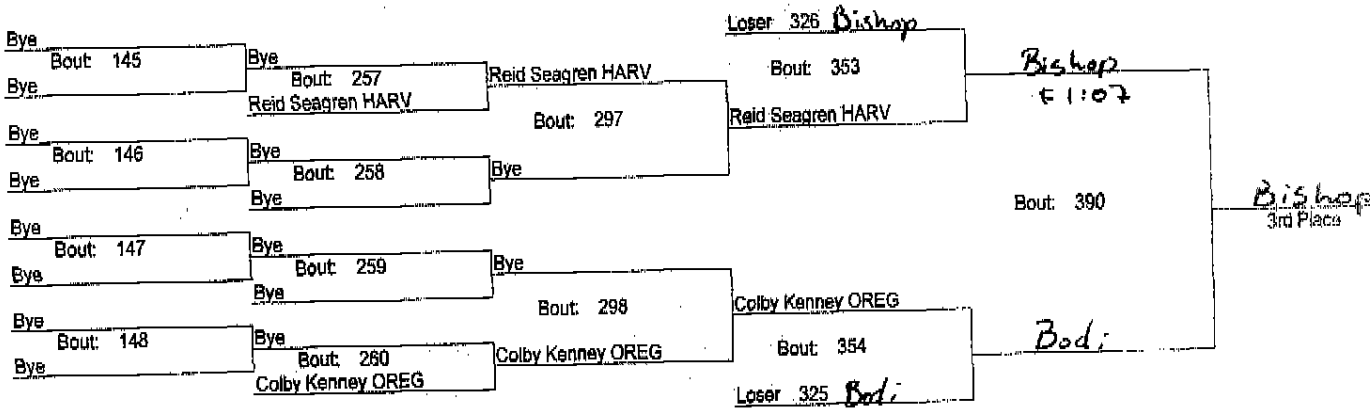 Loser 326 Bishop
Bye
Bout: 145
Bye
Bye
Bout: 257
Reid Seagren HARV
Reid Seagren HARV
Bout: 353
Bishop
F 1:07
Bye
Bout: 297
Reid Seagren HARV
Bye
Bout: 146
Bye
Bye
Bout: 258
Bye
Bye
Bout: 390
Bishop
3rd Place
Bye
Bout: 147
Bye
Bye
Bout: 259
Bye
Bye
Bout: 298
Colby Kenney OREG
Bye
Bout: 148
Bye
Bye
Bout: 260
Colby Kenney OREG
Colby Kenney OREG
Bout: 354
Bodi
Loser 325 Bodi